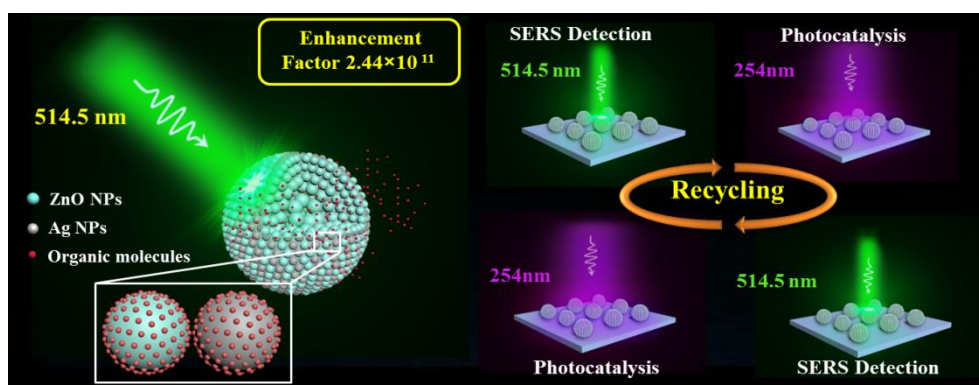 Enhancement
Factor 2.44×10 ¹¹
514.5 nm
ZnO NPs
Ag NPs
Organic molecules
SERS Detection
514.5 nm
Photocatalysis
254nm
Recycling
254nm
Photocatalysis
514.5 nm
SERS Detection